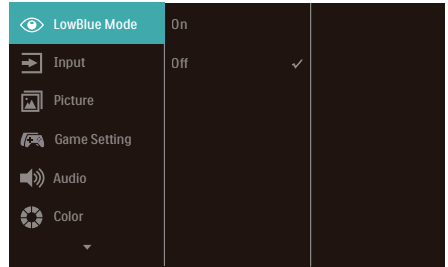 LowBlue Mode
On
Input
Off
Picture
Game Setting
Audio
Color